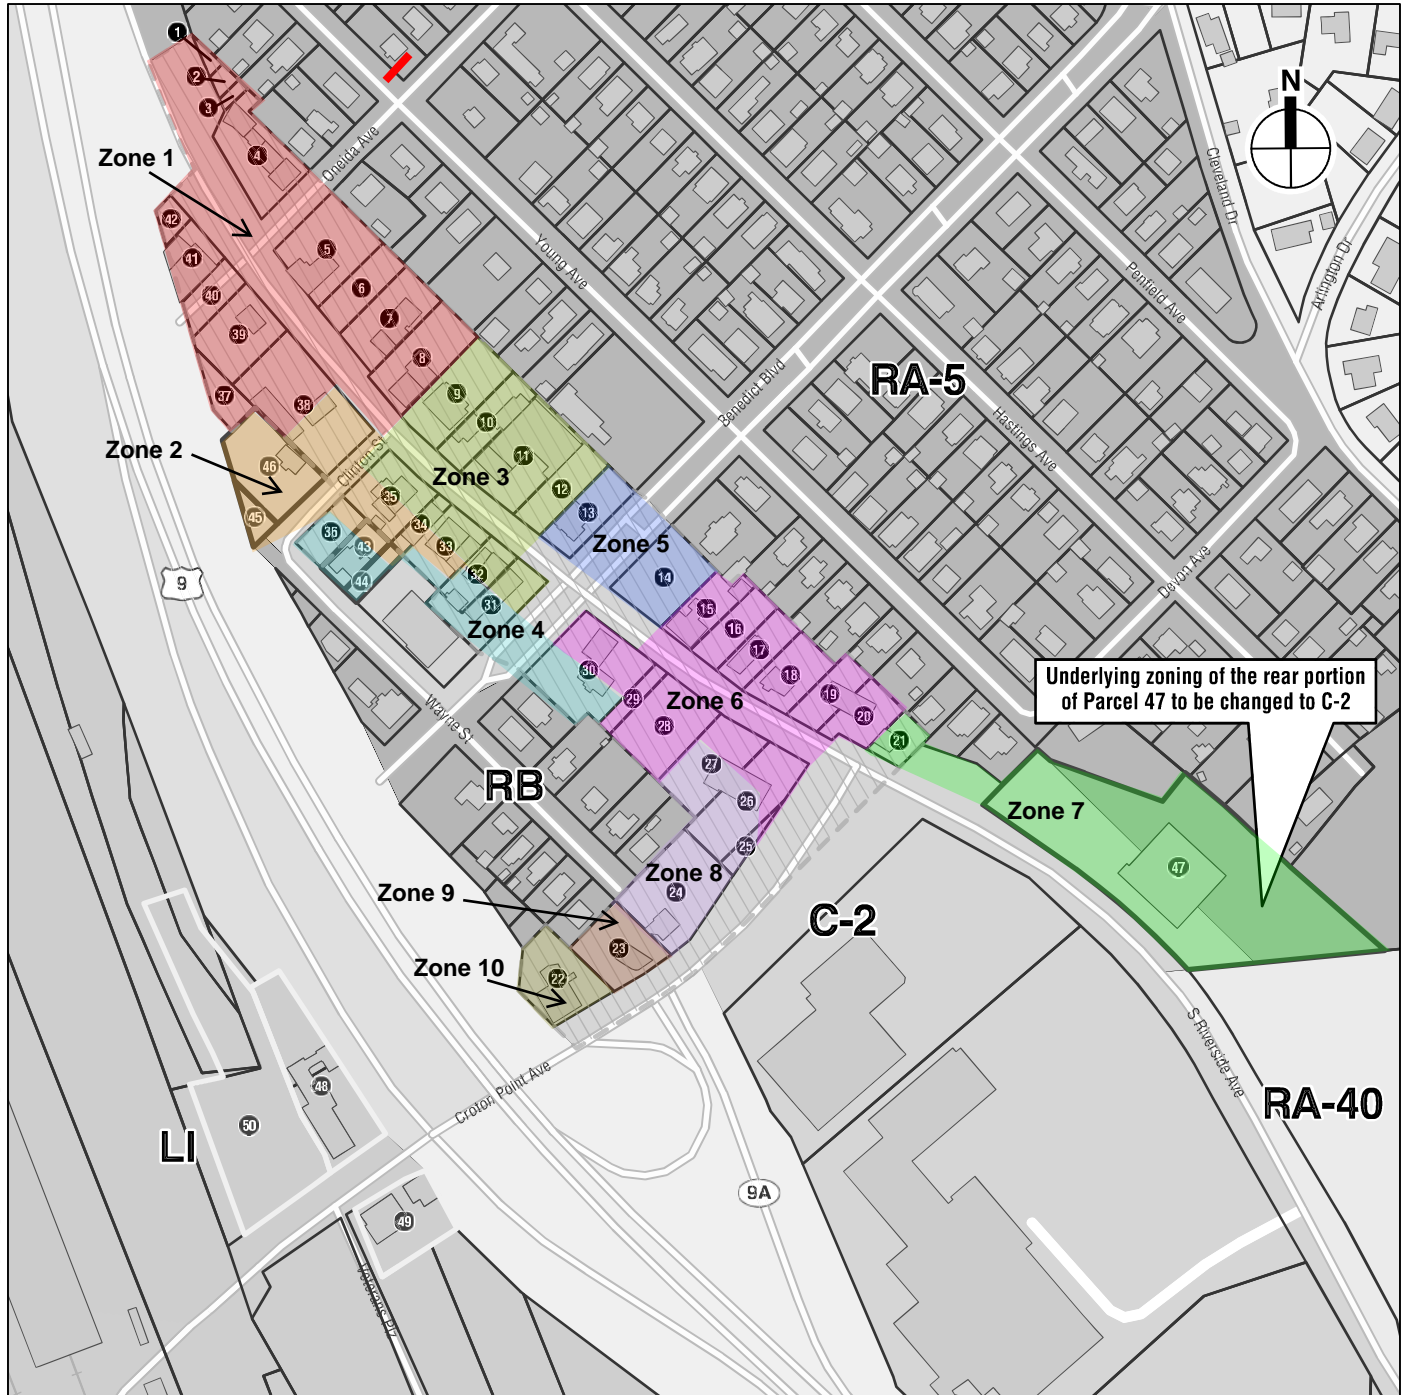 1
2
3
4
Zone 1
Oneida Ave
N
Cleveland Dr
Arlington Dr
42
41
40
39
5
6
7
8
Young Ave
Penfield Ave
37
38
9
10
11
12
RA-5
Benedict Blvd
Hastings Ave
Zone 2
46
45
Clinton St
Zone 3
35
34
33
32
13
Zone 5
14
36
43
44
31
Zone 4
9
Devon Ave
15
16
17
18
19
20
21
30
29
28
Zone 6
Underlying zoning of the rear portion
of Parcel 47 to be changed to C-2
Wayne St
RB
27
26
25
Zone 7
47
Zone 8
24
Zone 9
23
C-2
Zone 10
22
S Riverside Ave
Croton Point Ave
48
50
LI
RA-40
9A
49
Veterans Plz